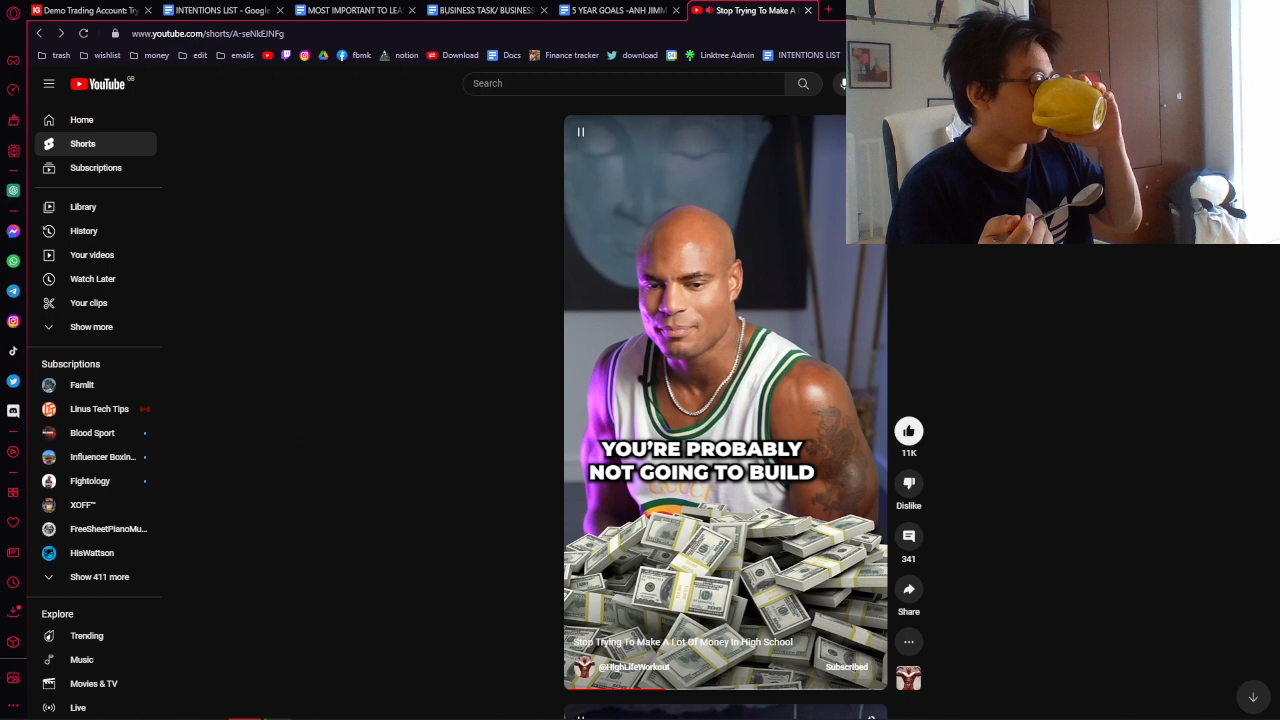 Demo Trading Account: Try
INTENTIONS LIST - Google
MOST IMPORTANT TO LEA
BUSINESS TASK/ BUSINESS
5 YEAR GOALS -ANH JIMM
Stop Trying To Make A L
www.youtube.com/shorts/A-seNkEJNFg
trash
wishlist
money
edit
emails
fbmk
notion
Download
Docs
Finance tracker
download
Linktree Admin
INTENTIONS LIST
YouTube GB
Search
Home
Shorts
Subscriptions
Library
History
Your videos
Watch Later
Your clips
Show more
Subscriptions
Famlit
Linus Tech Tips
Blood Sport
Influencer Boxin...
Fightology
XOFF™
FreeSheetPianoMu...
HisWattson
Show 411 more
Explore
Trending
Music
Movies & TV
Live
YOU'RE PROBABLY
NOT GOING TO BUILD
GUCCI
Stop Trying To Make A Lot Of Money In High School
@HighLifeWorkout
Subscribed
11K
Dislike
341
Share